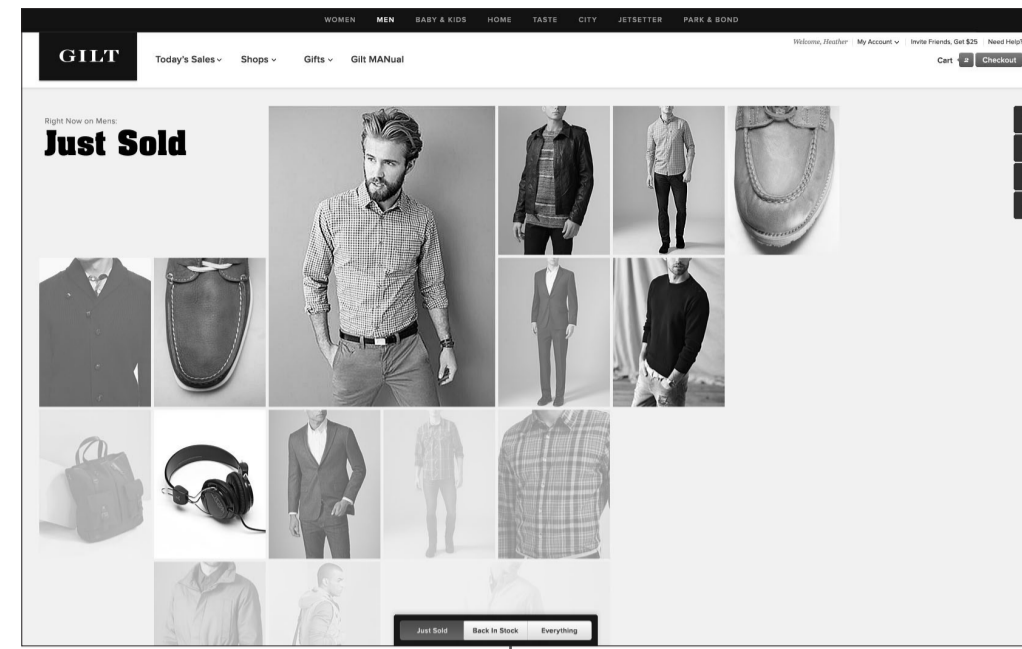 WOMEN MEN BABY & KIDS HOME TASTE CITY JETSETTER PARK & BOND
Welcome, Heather My Account Invite Friends, Get $25 Need Help?
GILT
Today's Sales Shops Gifts Gilt MANual
Cart Checkout
Right Now on Mens:
Just Sold
Just Sold Back In Stock Everything